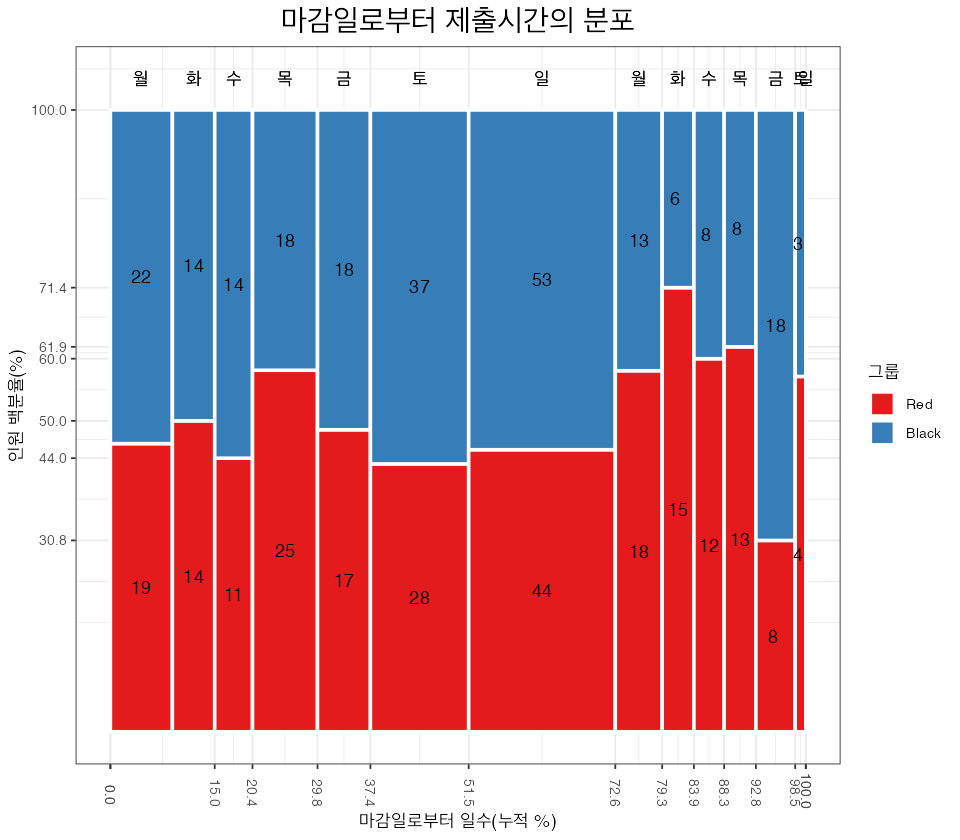 마감일로부터 제출시간의 분포
월 화 수 목 금 토 일 월 화 수 목 금 토 일
100.0
71.4
61.9
60.0
50.0
44.0
30.8
인원 백분율(%)
22 14 14 18 18 37 53 13 6 8 8 18 3
19 14 11 25 17 28 44 18 15 12 13 8 4
0.0 15.0 20.4 29.8 37.4 51.5 72.6 79.3 83.9 88.3 92.8 98.5 100.0
마감일로부터 일수(누적 %)
그룹
Red
Black